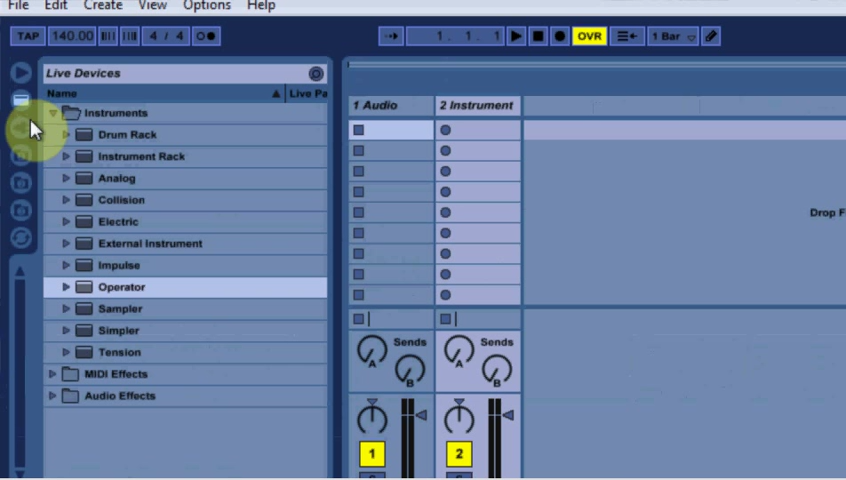 File Edit Create View Options Help
TAP 140.00 4 / 4 1. 1. 1 OVR 1 Bar
Live Devices
Name Live Pa
1 Audio 2 Instrument
Instruments
Drum Rack
Instrument Rack
Analog
Collision
Electric
External Instrument
Impulse
Operator
Sampler
Simpler
Tension
MIDI Effects
Audio Effects
Drop F
Sends Sends
A A
B B
1 2